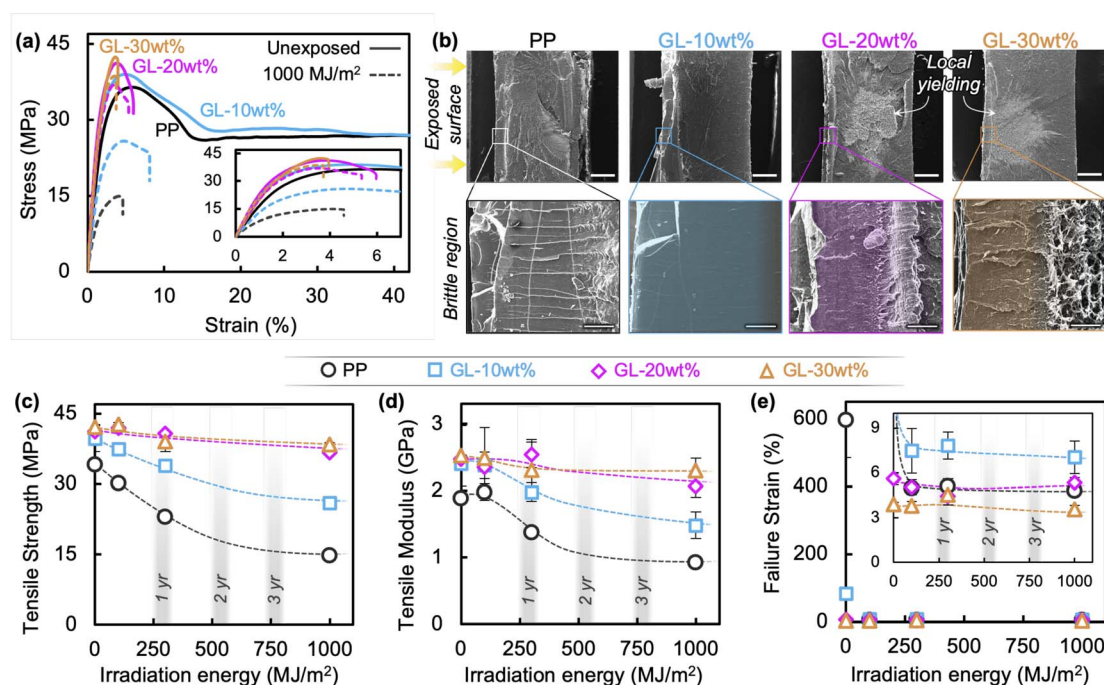 (a)
GL-30wt%
GL-20wt%
Unexposed
1000 MJ/m²
GL-10wt%
PP
Stress (MPa)
45
30
15
0
0
10
20
30
40
Strain (%)
45
30
15
0
0
2
4
6
(b)
PP
GL-10wt%
GL-20wt%
GL-30wt%
Exposed surface
Local yielding
Brittle region
PP
GL-10wt%
GL-20wt%
GL-30wt%
(c)
Tensile Strength (MPa)
45
30
15
0
1 yr
2 yr
3 yr
0 250 500 750 1000
Irradiation energy (MJ/m²)
(d)
Tensile Modulus (GPa)
3
2
1
0
1 yr
2 yr
3 yr
0 250 500 750 1000
Irradiation energy (MJ/m²)
(e)
Failure Strain (%)
600
400
200
0
9
6
3
0
1 yr
2 yr
3 yr
0 250 500 750 1000
0 250 500 750 1000
Irradiation energy (MJ/m²)